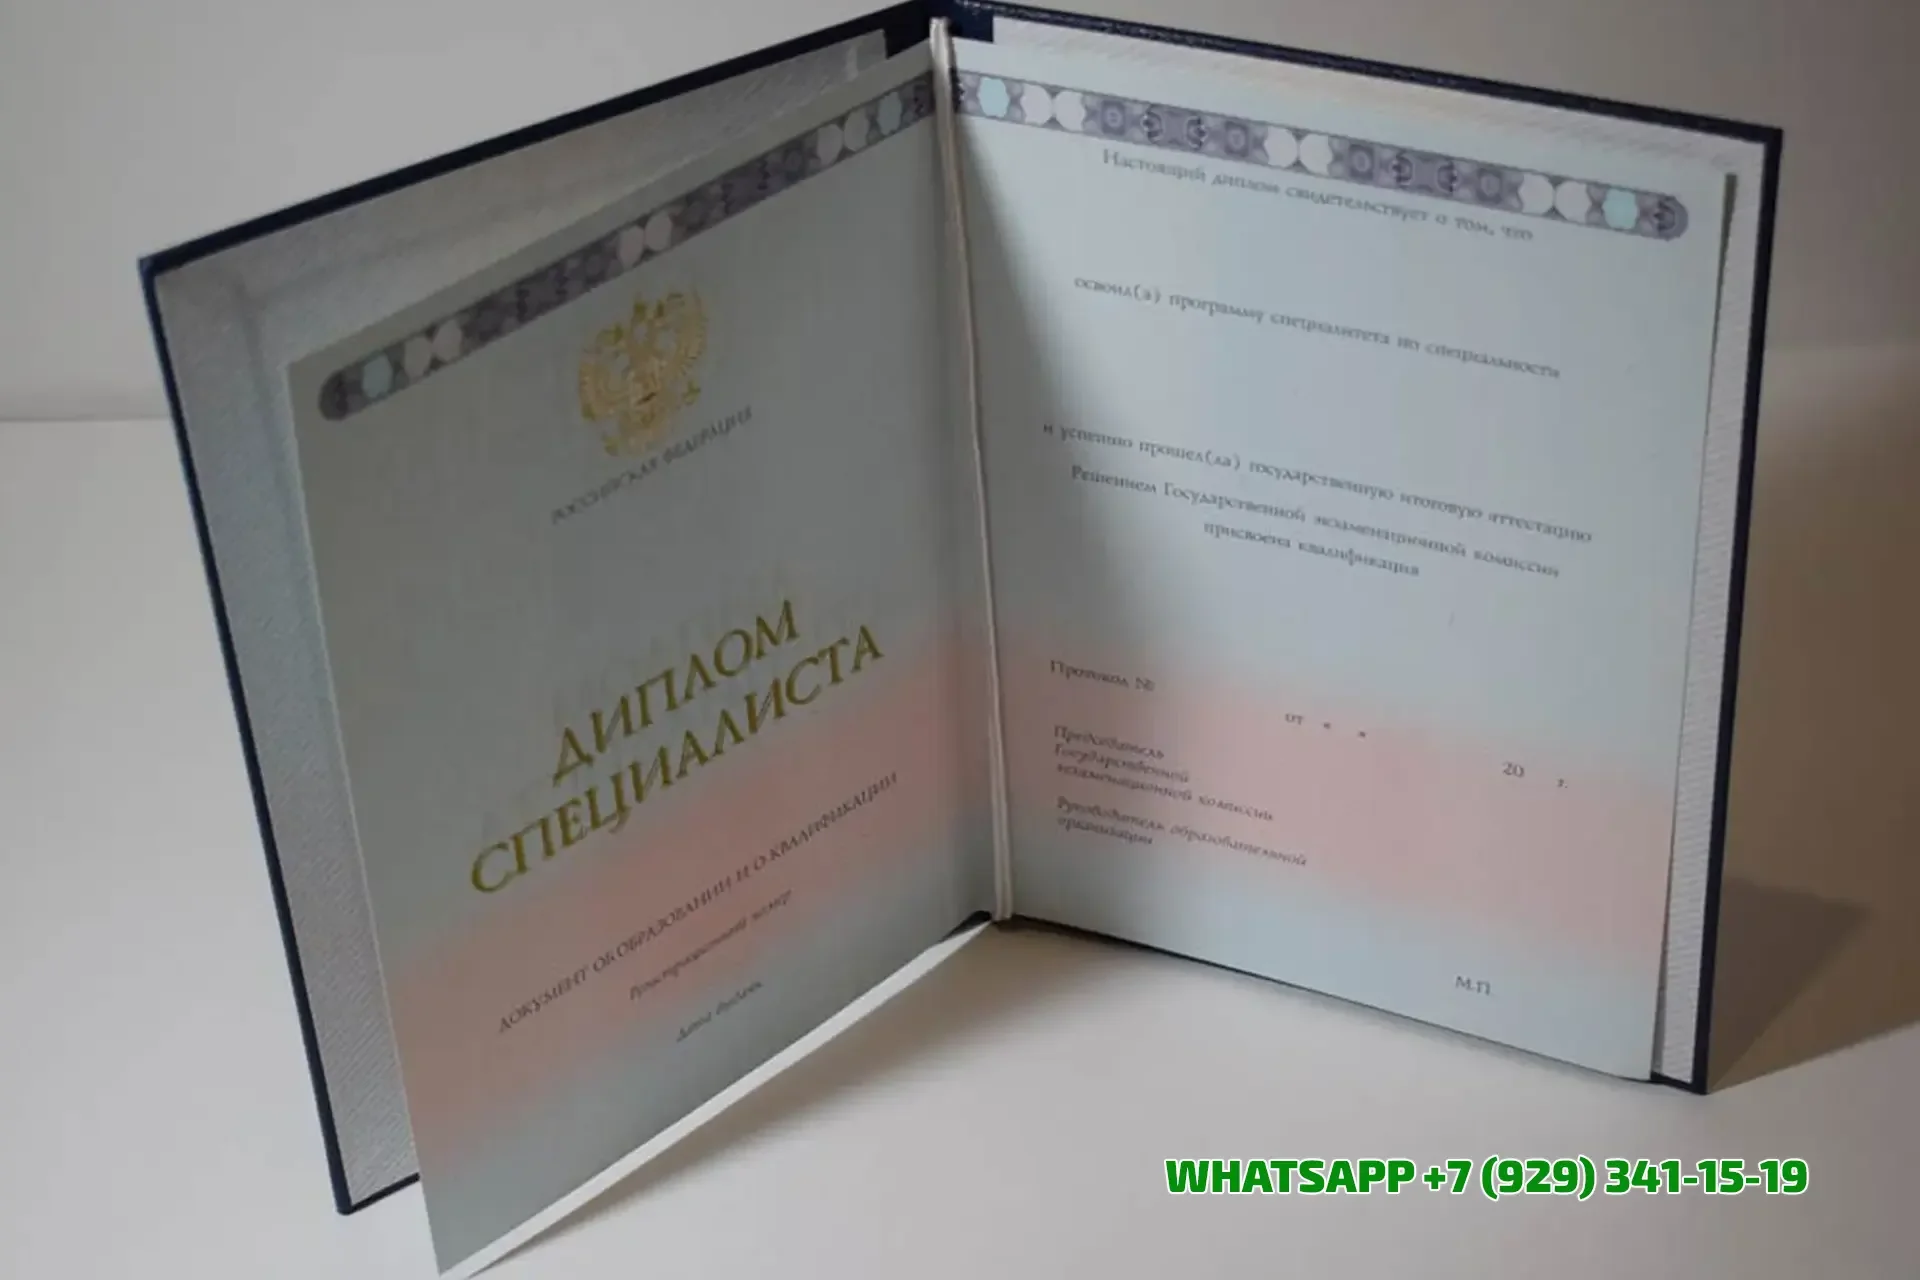 РОССИЙСКАЯ ФЕДЕРАЦИЯ
ДИПЛОМ
СПЕЦИАЛИСТА
ДОКУМЕНТ ОБ ОБРАЗОВАНИИ И О КВАЛИФИКАЦИИ
Регистрационный номер
Дата выдачи
Настоящий диплом свидетельствует о том, что
освоил(а) программу специалитета по специальности
и успешно прошел(ла) государственную итоговую аттестацию
Решением Государственной экзаменационной комиссии
присвоена квалификация
Протокол №
от « »
20 г.
Председатель
Государственной
экзаменационной комиссии
Руководитель образовательной
организации
М.П.
WHATSAPP +7 (929) 341-15-19